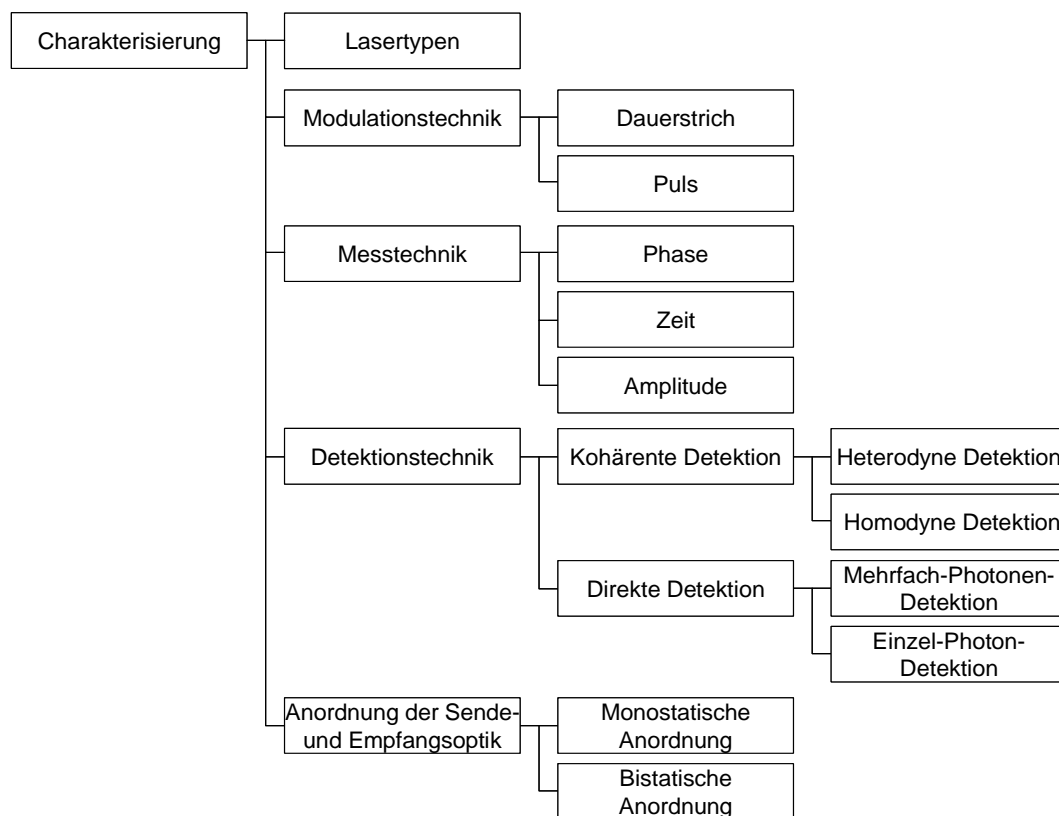 Charakterisierung
Lasertypen
Modulationstechnik
Dauerstrich
Puls
Messtechnik
Phase
Zeit
Amplitude
Detektionstechnik
Kohärente Detektion
Heterodyne Detektion
Homodyne Detektion
Direkte Detektion
Mehrfach-Photonen-
Detektion
Einzel-Photon-
Detektion
Anordnung der Sende-
und Empfangsoptik
Monostatische
Anordnung
Bistatische
Anordnung